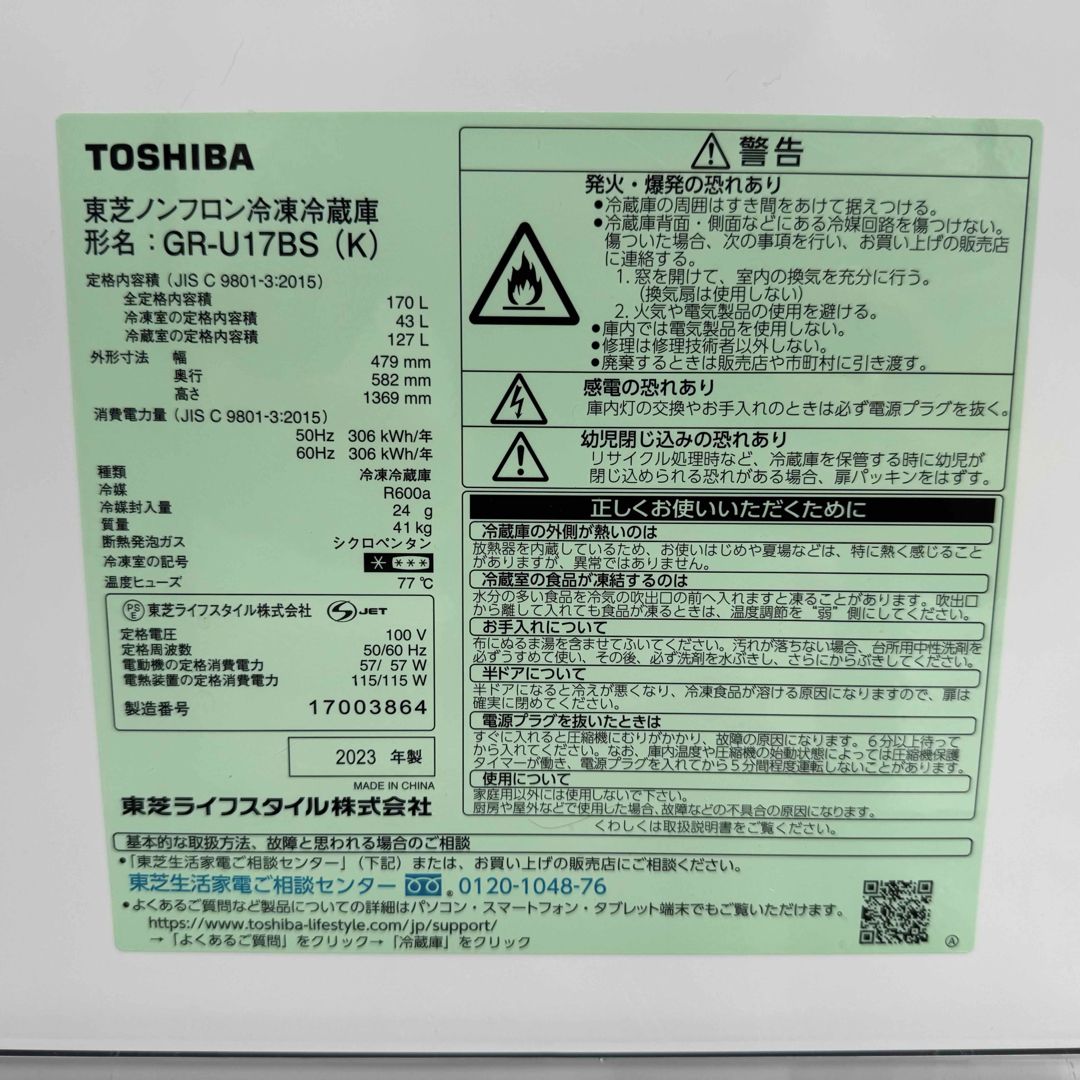 TOSHIBA
東芝ノンフロン冷凍冷蔵庫
形名：GR-U17BS（K）
定格内容積（JIS C 9801-3:2015）
全定格内容積 170 L
冷凍室の定格内容積 43 L
冷蔵室の定格内容積 127 L
外形寸法 幅 479 mm
奥行 582 mm
高さ 1369 mm
消費電力量（JIS C 9801-3:2015）
50Hz 306 kWh/年
60Hz 306 kWh/年
種類 冷凍冷蔵庫
冷媒 R600a
冷媒封入量 24 g
質量 41 kg
断熱発泡ガス シクロペンタン
冷凍室の記号
温度ヒューズ 77 ℃
PSE 東芝ライフスタイル株式会社 JET
定格電圧 100 V
定格周波数 50/60 Hz
電動機の定格消費電力 57/ 57 W
電熱装置の定格消費電力 115/115 W
製造番号 17003864
2023 年製
MADE IN CHINA
東芝ライフスタイル株式会社
警告
発火・爆発の恐れあり
●冷蔵庫の周囲はすき間をあけて据えつける。
●冷蔵庫背面・側面などにある冷媒回路を傷つけない。
傷ついた場合、次の事項を行い、お買い上げの販売店
に連絡する。
1. 窓を開けて、室内の換気を充分に行う。
（換気扇は使用しない）
2. 火気や電気製品の使用を避ける。
●庫内では電気製品を使用しない。
●修理は修理技術者以外しない。
●廃棄するときは販売店や市町村に引き渡す。
感電の恐れあり
庫内灯の交換やお手入れのときは必ず電源プラグを抜く。
幼児閉じ込みの恐れあり
リサイクル処理時など、冷蔵庫を保管する時に幼児が
閉じ込められる恐れがある場合、扉パッキンをはずす。
正しくお使いいただくために
冷蔵庫の外側が熱いのは
放熱器を内蔵しているため、お使いはじめや夏場などは、特に熱く感じること
がありますが、異常ではありません。
冷蔵室の食品が凍結するのは
水分の多い食品を冷気の吹出口の前へ入れますと凍ることがあります。吹出口
から離して入れても食品が凍るときは、温度調節を“弱”側にしてください。
お手入れについて
布にぬるま湯を含ませてふいてください。汚れが落ちない場合、台所用中性洗剤を
必ずうすめて使い、その後、必ず洗剤を水ぶきし、さらにからぶきしてください。
半ドアについて
半ドアになると冷えが悪くなり、冷凍食品が溶ける原因になりますので、扉は
確実に閉めてください。
電源プラグを抜いたときは
すぐに入れると圧縮機にむりがかかり、故障の原因になります。6分以上待って
から入れてください。なお、庫内温度や圧縮機の始動状態によっては圧縮機保護
タイマーが働き、電源プラグを入れてから5分間程度運転しないことがあります。
使用について
家庭用以外には使用しないで下さい。
厨房や屋外などで使用した場合、故障などの不具合の原因になります。
くわしくは取扱説明書をご覧ください。
基本的な取扱方法、故障と思われる場合のご相談
●「東芝生活家電ご相談センター」（下記）または、お買い上げの販売店にご相談ください。
東芝生活家電ご相談センター 0120-1048-76
●よくあるご質問など製品についての詳細はパソコン・スマートフォン・タブレット端末でもご覧いただけます。
https://www.toshiba-lifestyle.com/jp/support/
→「よくあるご質問」をクリック→「冷蔵庫」をクリック
Ⓐ